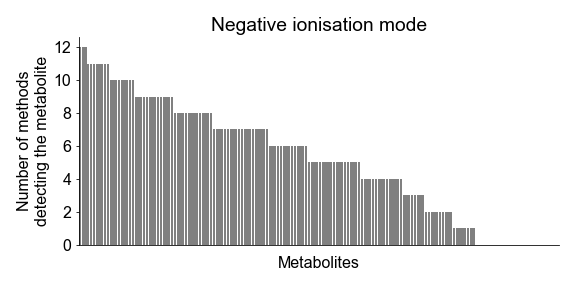 Negative ionisation mode
Number of methods
detecting the metabolite
12
10
8
6
4
2
0
Metabolites